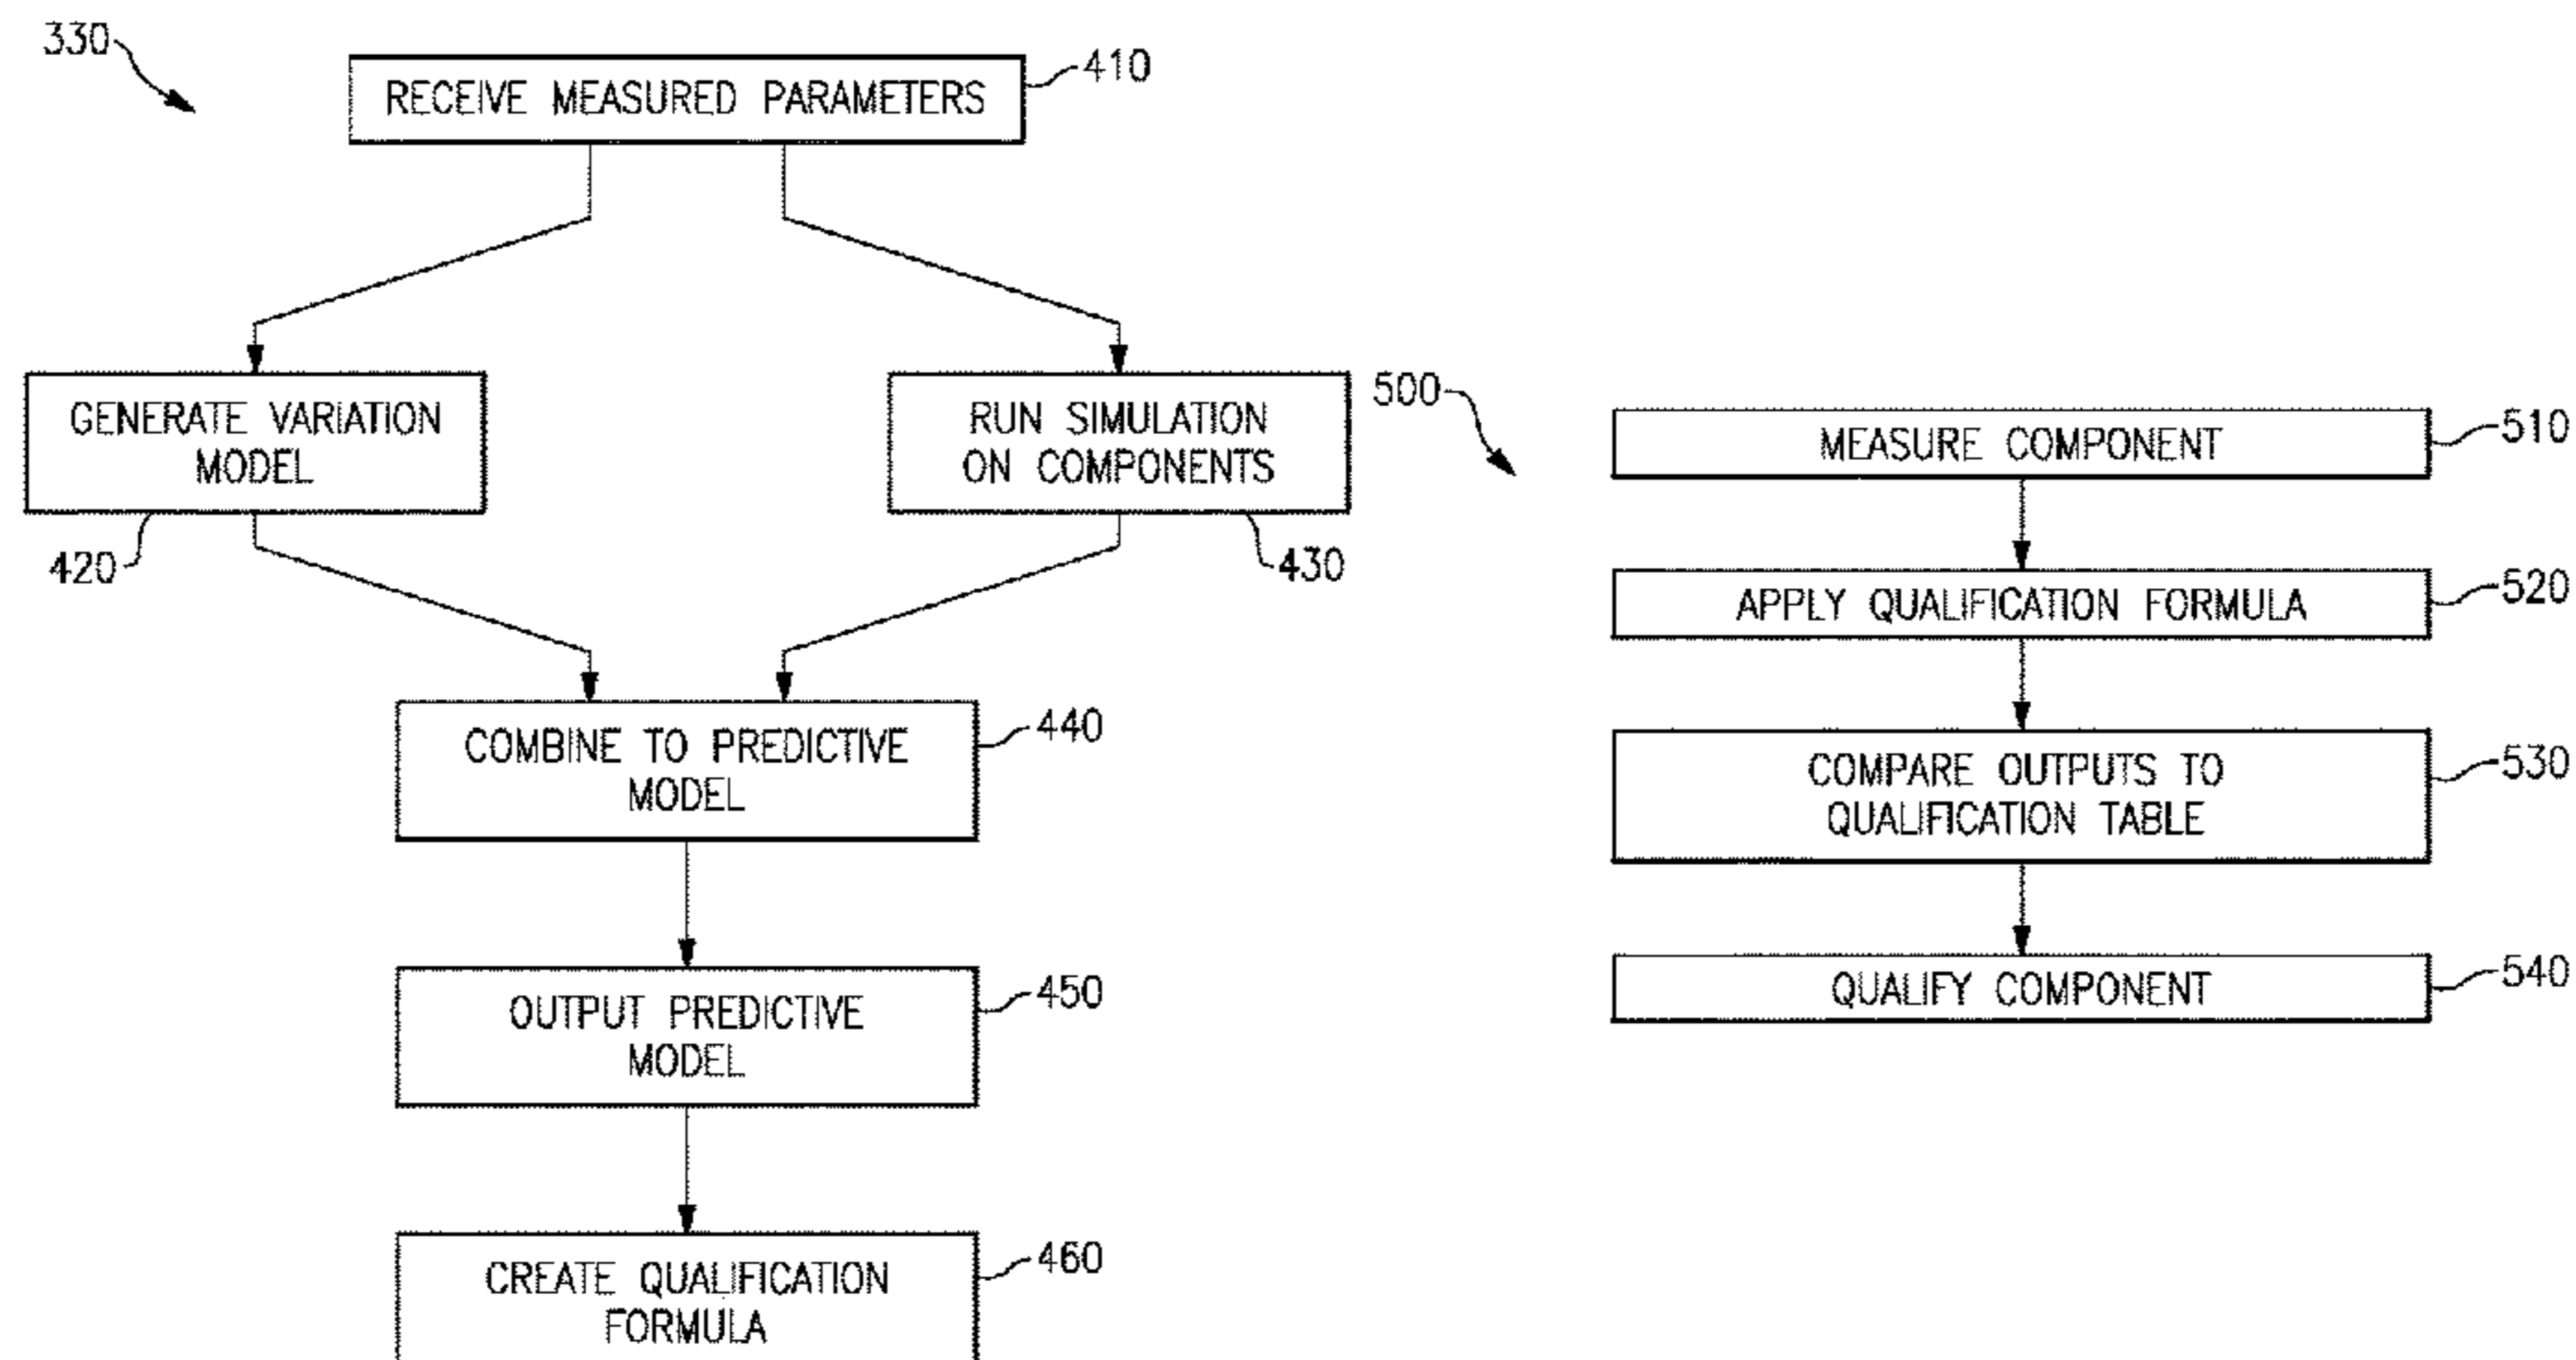 330
RECEIVE MEASURED PARAMETERS
410
GENERATE VARIATION
MODEL
420
RUN SIMULATION
ON COMPONENTS
430
COMBINE TO PREDICTIVE
MODEL
440
OUTPUT PREDICTIVE
MODEL
450
CREATE QUALIFICATION
FORMULA
460
500
MEASURE COMPONENT
510
APPLY QUALIFICATION FORMULA
520
COMPARE OUTPUTS TO
QUALIFICATION TABLE
530
QUALIFY COMPONENT
540